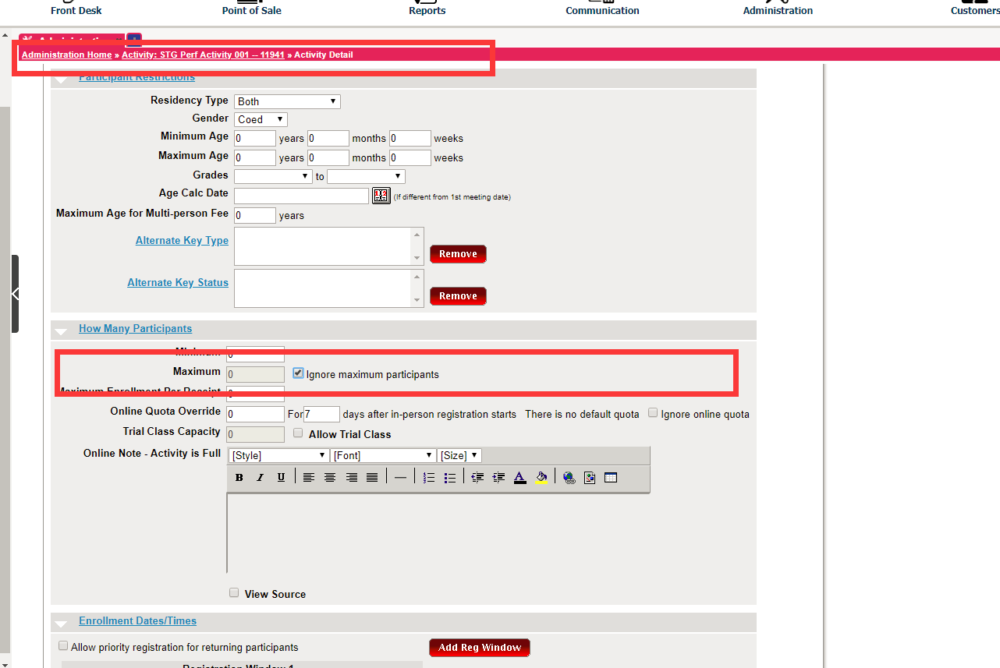 Front Desk Point of Sale Reports Communication Administration Customers
Administration Home » Activity: STG Perf Activity 001 -- 11941 » Activity Detail
Participant Restrictions
Residency Type Both
Gender Coed
Minimum Age 0 years 0 months 0 weeks
Maximum Age 0 years 0 months 0 weeks
Grades to
Age Calc Date (If different from 1st meeting date)
Maximum Age for Multi-person Fee 0 years
Alternate Key Type
Remove
Alternate Key Status
Remove
How Many Participants
Minimum 0
Maximum 0 Ignore maximum participants
Maximum Enrollment Per Receipt 0
Online Quota Override 0 For 7 days after in-person registration starts There is no default quota Ignore online quota
Trial Class Capacity 0 Allow Trial Class
Online Note - Activity is Full [Style] [Font] [Size]
B I U A
View Source
Enrollment Dates/Times
Allow priority registration for returning participants Add Reg Window
Registration Window 1